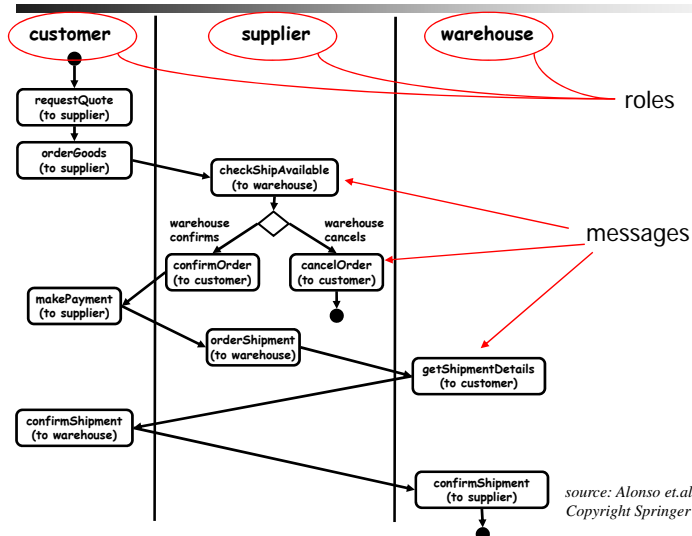 customer
supplier
warehouse
requestQuote
(to supplier)
roles
orderGoods
(to supplier)
checkShipAvailable
(to warehouse)
warehouse
confirms
warehouse
cancels
messages
confirmOrder
(to customer)
cancelOrder
(to customer)
makePayment
(to supplier)
orderShipment
(to warehouse)
getShipmentDetails
(to customer)
confirmShipment
(to warehouse)
confirmShipment
(to supplier)
source: Alonso et.al
Copyright Springer